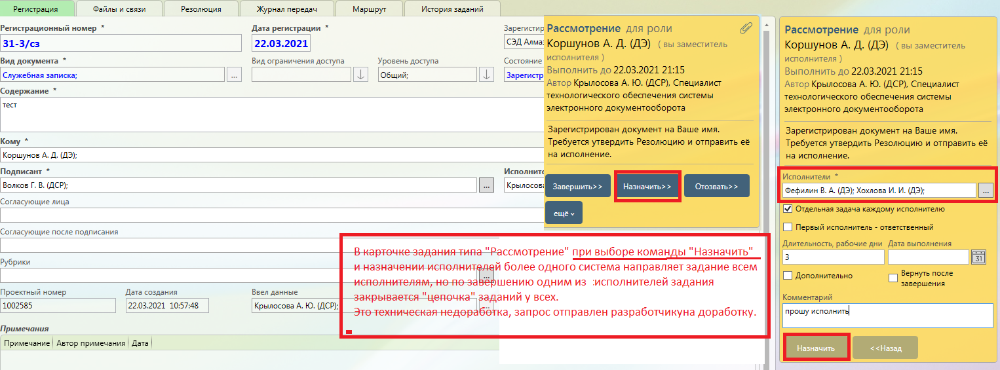 Регистрация
Файлы и связи
Резолюция
Журнал передач
Маршрут
История заданий
Регистрационный номер *
31-3/сз
Дата регистрации *
22.03.2021
Зарегистрир
СЭД Алмаз
Вид документа *
Служебная записка;
...
Вид ограничения доступа
Уровень доступа
Общий;
Состояние
Зарегистр
Содержание *
тест
Кому *
Коршунов А. Д. (ДЭ);
Подписант *
Волков Г. В. (ДСР);
...
Исполнитель
Крылосова
Согласующие лица
Согласующие после подписания
Рубрики
...
Проектный номер
1002585
Дата создания
22.03.2021 10:57:48
Ввел данные
Крылосова А. Ю. (ДСР);
...
Примечания
Примечание
Автор примечания
Дата
Рассмотрение для роли
Коршунов А. Д. (ДЭ) ( вы заместитель
исполнителя )
Выполнить до 22.03.2021 21:15
Автор Крылосова А. Ю. (ДСР), Специалист
технологического обеспечения системы
электронного документооборота
Зарегистрирован документ на Ваше имя.
Требуется утвердить Резолюцию и отправить её
на исполнение.
Завершить>>
Назначить>>
Отозвать>>
ещё v
В карточке задания типа "Рассмотрение" при выборе команды "Назначить"
и назначении исполнителей более одного система направляет задание всем
исполнителям, но по завершению одним из :исполнителей задания
закрывается "цепочка" заданий у всех.
Это техническая недоработка, запрос отправлен разработчикуна доработку.
Рассмотрение для роли
Коршунов А. Д. (ДЭ) ( вы заместитель
исполнителя )
Выполнить до 22.03.2021 21:15
Автор Крылосова А. Ю. (ДСР), Специалист
технологического обеспечения системы
электронного документооборота
Зарегистрирован документ на Ваше имя.
Требуется утвердить Резолюцию и отправить её
на исполнение.
Исполнители *
Фефилин В. А. (ДЭ); Хохлова И. И. (ДЭ);
...
Отдельная задача каждому исполнителю
Первый исполнитель - ответственный
Длительность, рабочие дни
Дата выполнения
3
31
Дополнительно
Вернуть после
завершения
Комментарий
прошу исполнить
Назначить
<<Назад